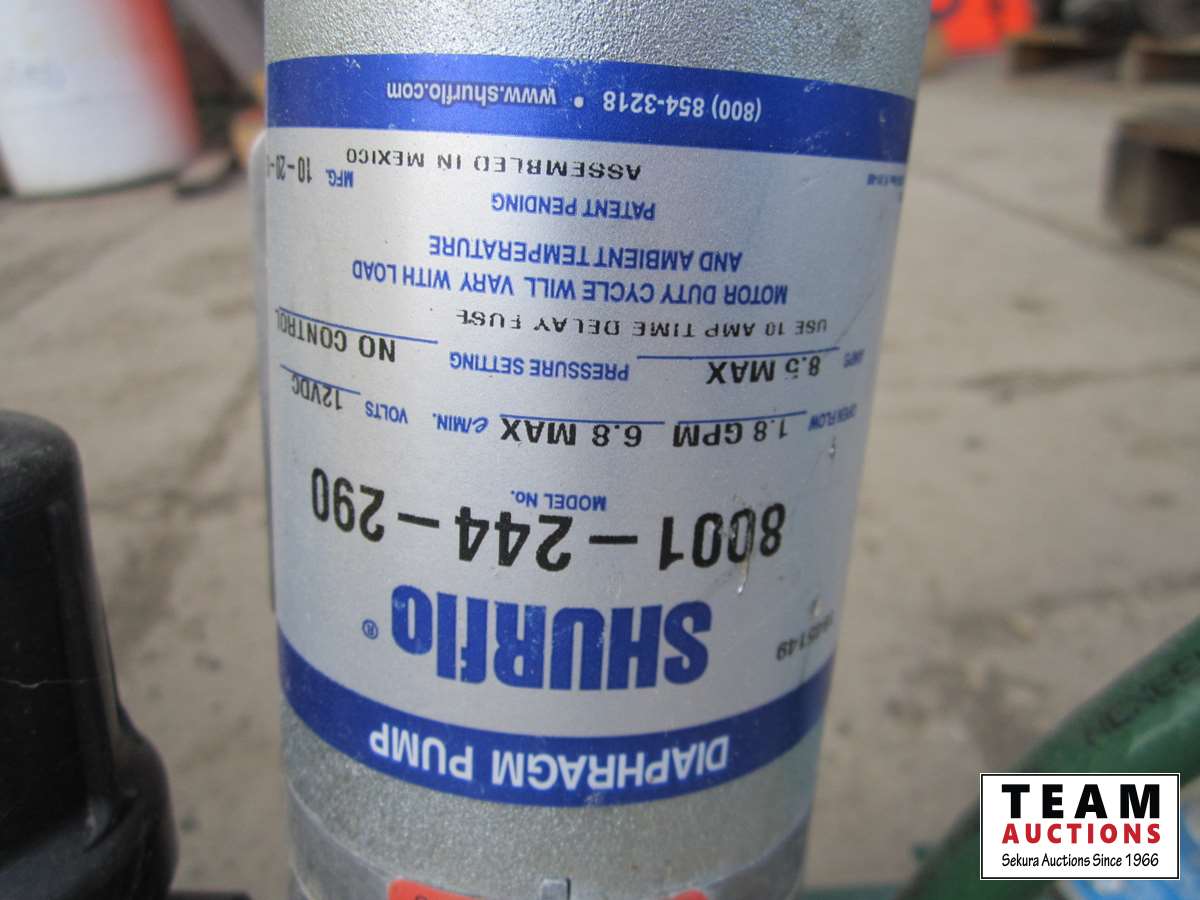 DIAPHRAGM PUMP
SHURflo®
8001-244-290
MODEL No.
OPEN FLOW 1.8 GPM 6.8 MAX ℓ/MIN. VOLTS 12VDC
AMPS 8.5 MAX PRESSURE SETTING NO CONTROL
USE 10 AMP TIME DELAY FUSE
MOTOR DUTY CYCLE WILL VARY WITH LOAD
AND AMBIENT TEMPERATURE
PATENT PENDING
ASSEMBLED IN MEXICO MFG. 10-20-
(800) 854-3218 • www.shurflo.com
TEAM
AUCTIONS
Sekura Auctions Since 1966